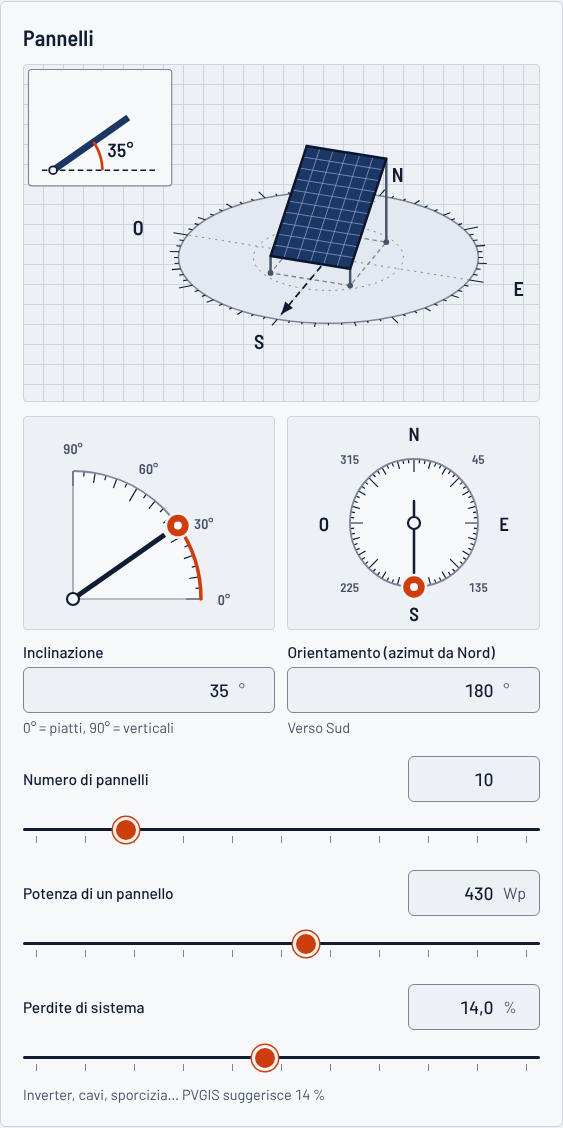 Pannelli
35°
N
O
E
S
90°
60°
30°
0°
N
315
45
O
E
225
135
S
Inclinazione
Orientamento (azimut da Nord)
35 °
180 °
0° = piatti, 90° = verticali
Verso Sud
Numero di pannelli
10
Potenza di un pannello
430 Wp
Perdite di sistema
14,0 %
Inverter, cavi, sporcizia… PVGIS suggerisce 14 %